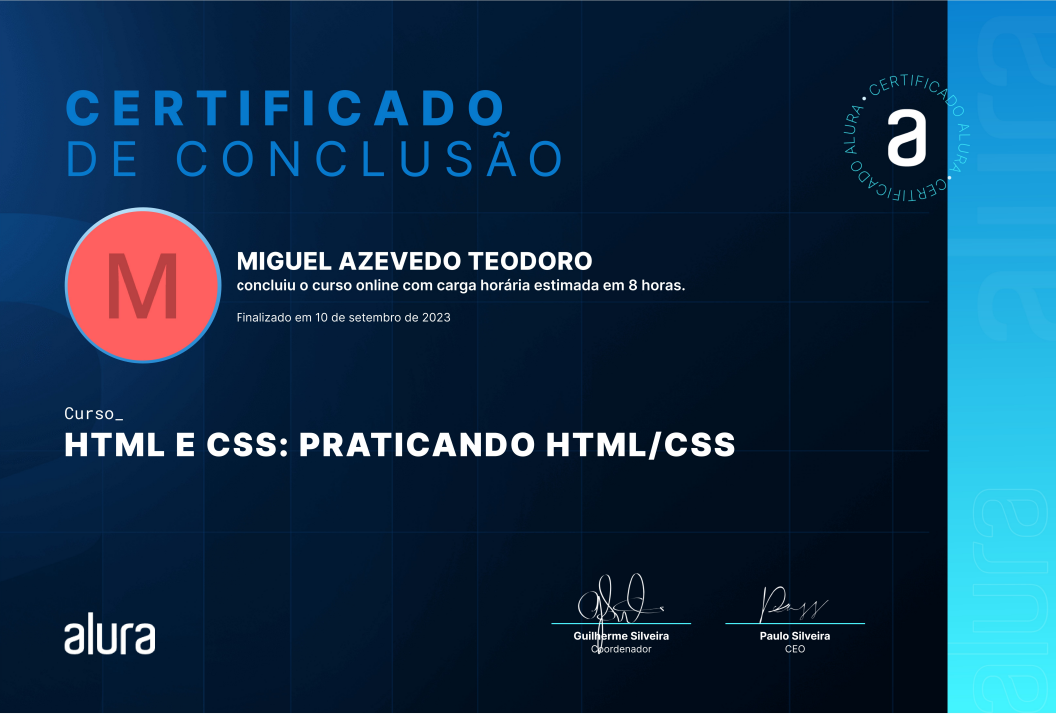 CERTIFICADO
DE CONCLUSÃO
CERTIFICADO ALURA • CERTIFICADO ALURA •
a
M
MIGUEL AZEVEDO TEODORO
concluiu o curso online com carga horária estimada em 8 horas.
Finalizado em 10 de setembro de 2023
Curso_
HTML E CSS: PRATICANDO HTML/CSS
alura
Guilherme Silveira
Coordenador
Paulo Silveira
CEO
alura
alura